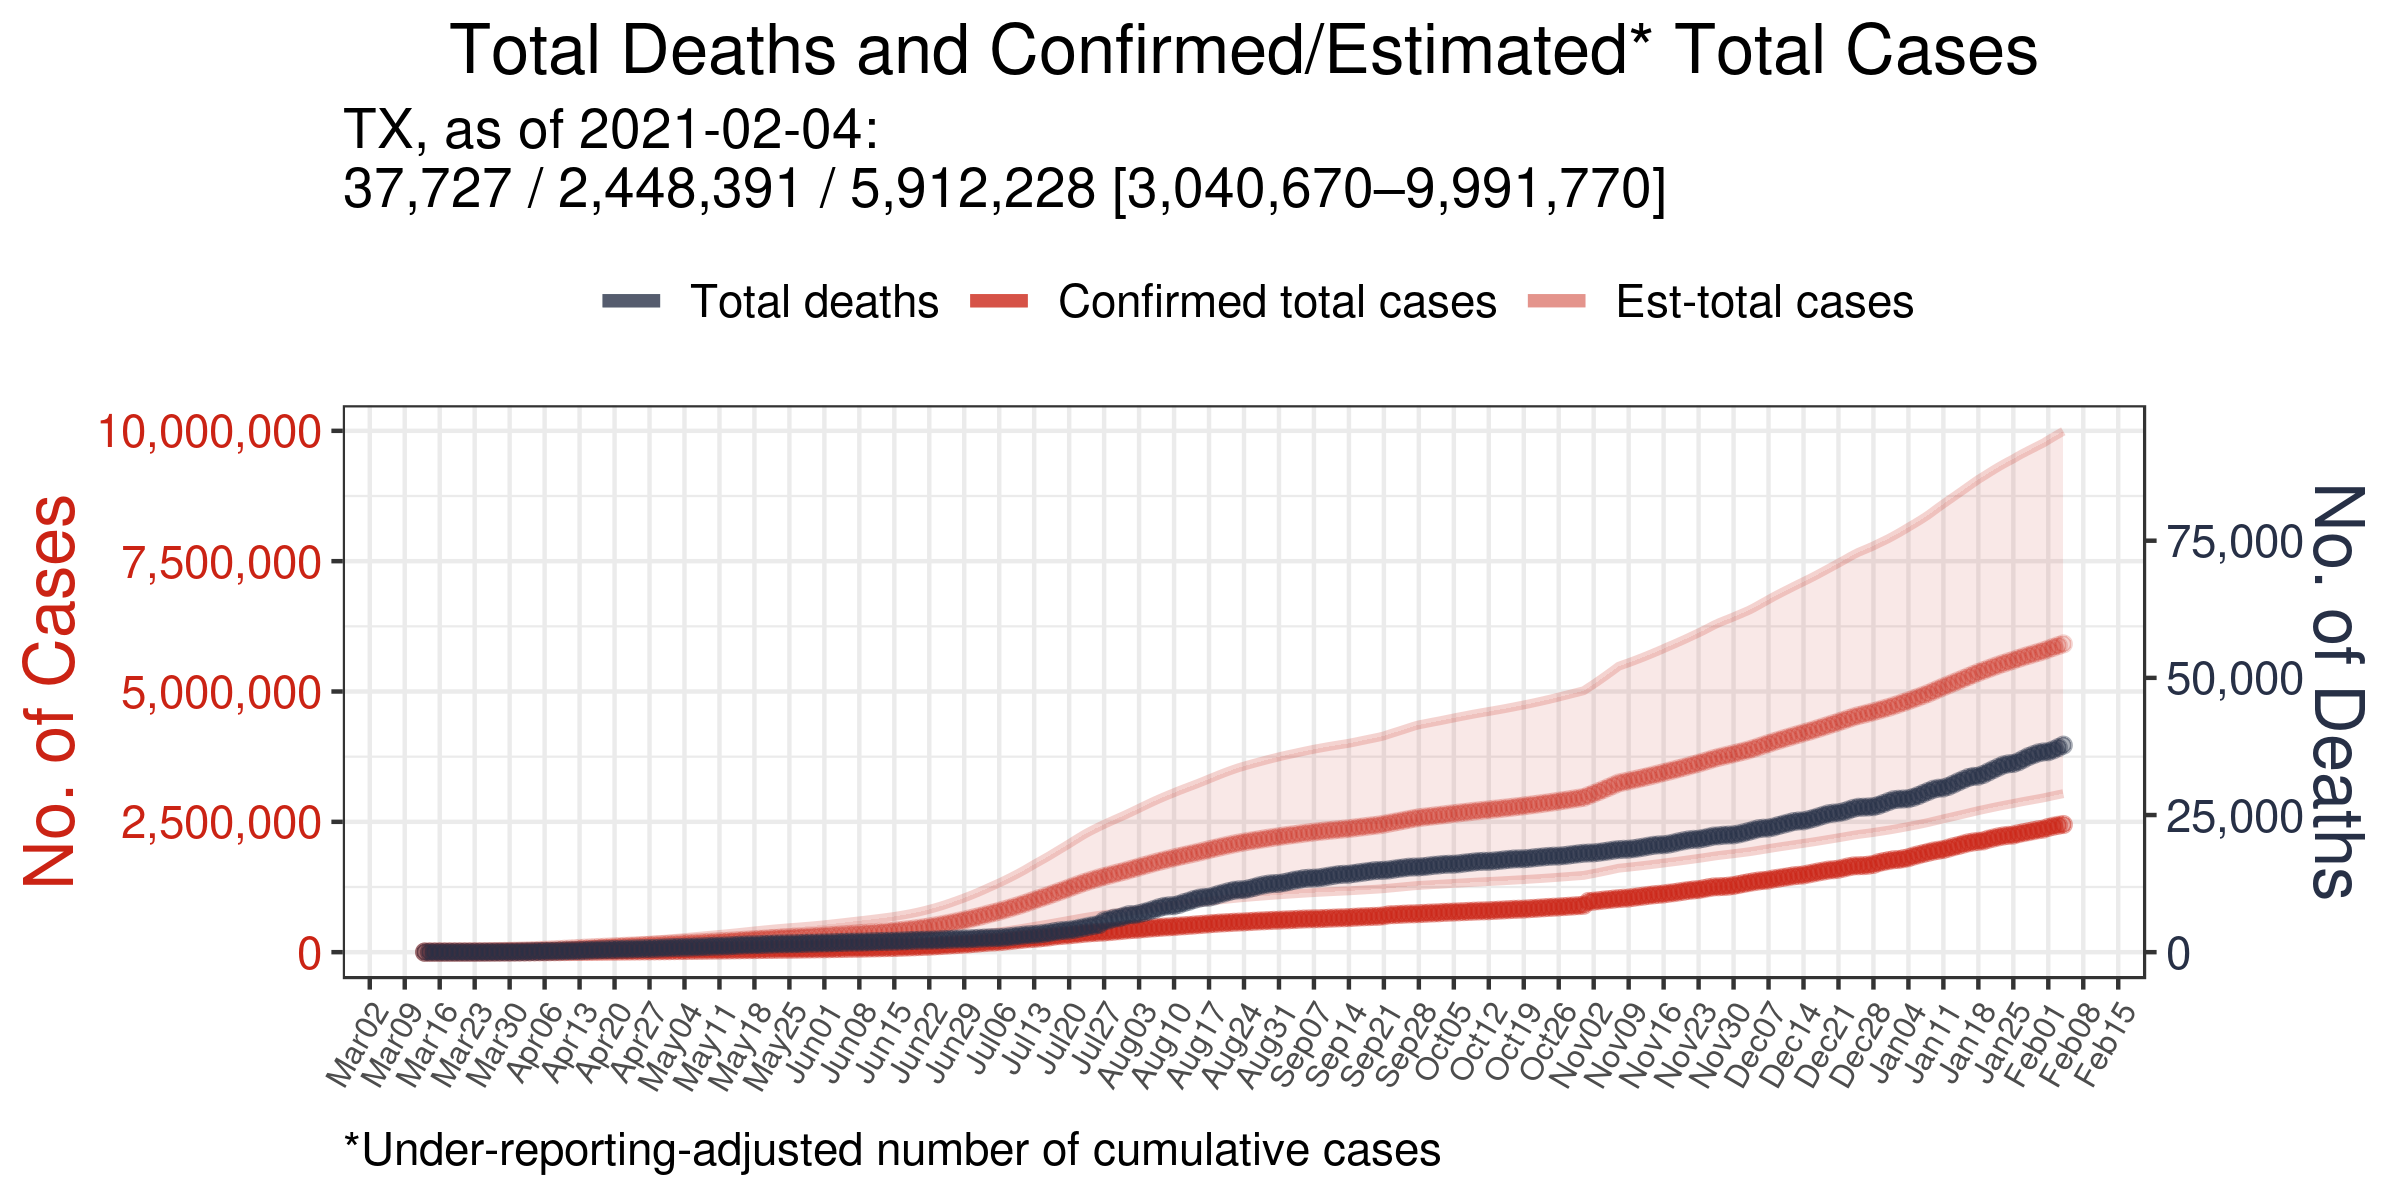 Total Deaths and Confirmed/Estimated* Total Cases
TX, as of 2021-02-04:
37,727 / 2,448,391 / 5,912,228 [3,040,670–9,991,770]
Total deaths
Confirmed total cases
Est-total cases
No. of Cases
10,000,000
7,500,000
5,000,000
2,500,000
0
75,000
50,000
25,000
0
No. of Deaths
Mar02
Mar09
Mar16
Mar23
Mar30
Apr06
Apr13
Apr20
Apr27
May04
May11
May18
May25
Jun01
Jun08
Jun15
Jun22
Jun29
Jul06
Jul13
Jul20
Jul27
Aug03
Aug10
Aug17
Aug24
Aug31
Sep07
Sep14
Sep21
Sep28
Oct05
Oct12
Oct19
Oct26
Nov02
Nov09
Nov16
Nov23
Nov30
Dec07
Dec14
Dec21
Dec28
Jan04
Jan11
Jan18
Jan25
Feb01
Feb08
Feb15
*Under-reporting-adjusted number of cumulative cases